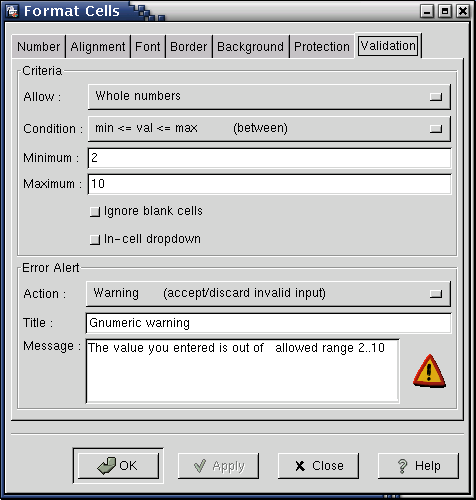 Format Cells
Number Alignment Font Border Background Protection Validation
Criteria
Allow : Whole numbers
Condition : min <= val <= max (between)
Minimum : 2
Maximum : 10
Ignore blank cells
In-cell dropdown
Error Alert
Action : Warning (accept/discard invalid input)
Title : Gnumeric warning
Message : The value you entered is out of allowed range 2..10
OK Apply Close Help